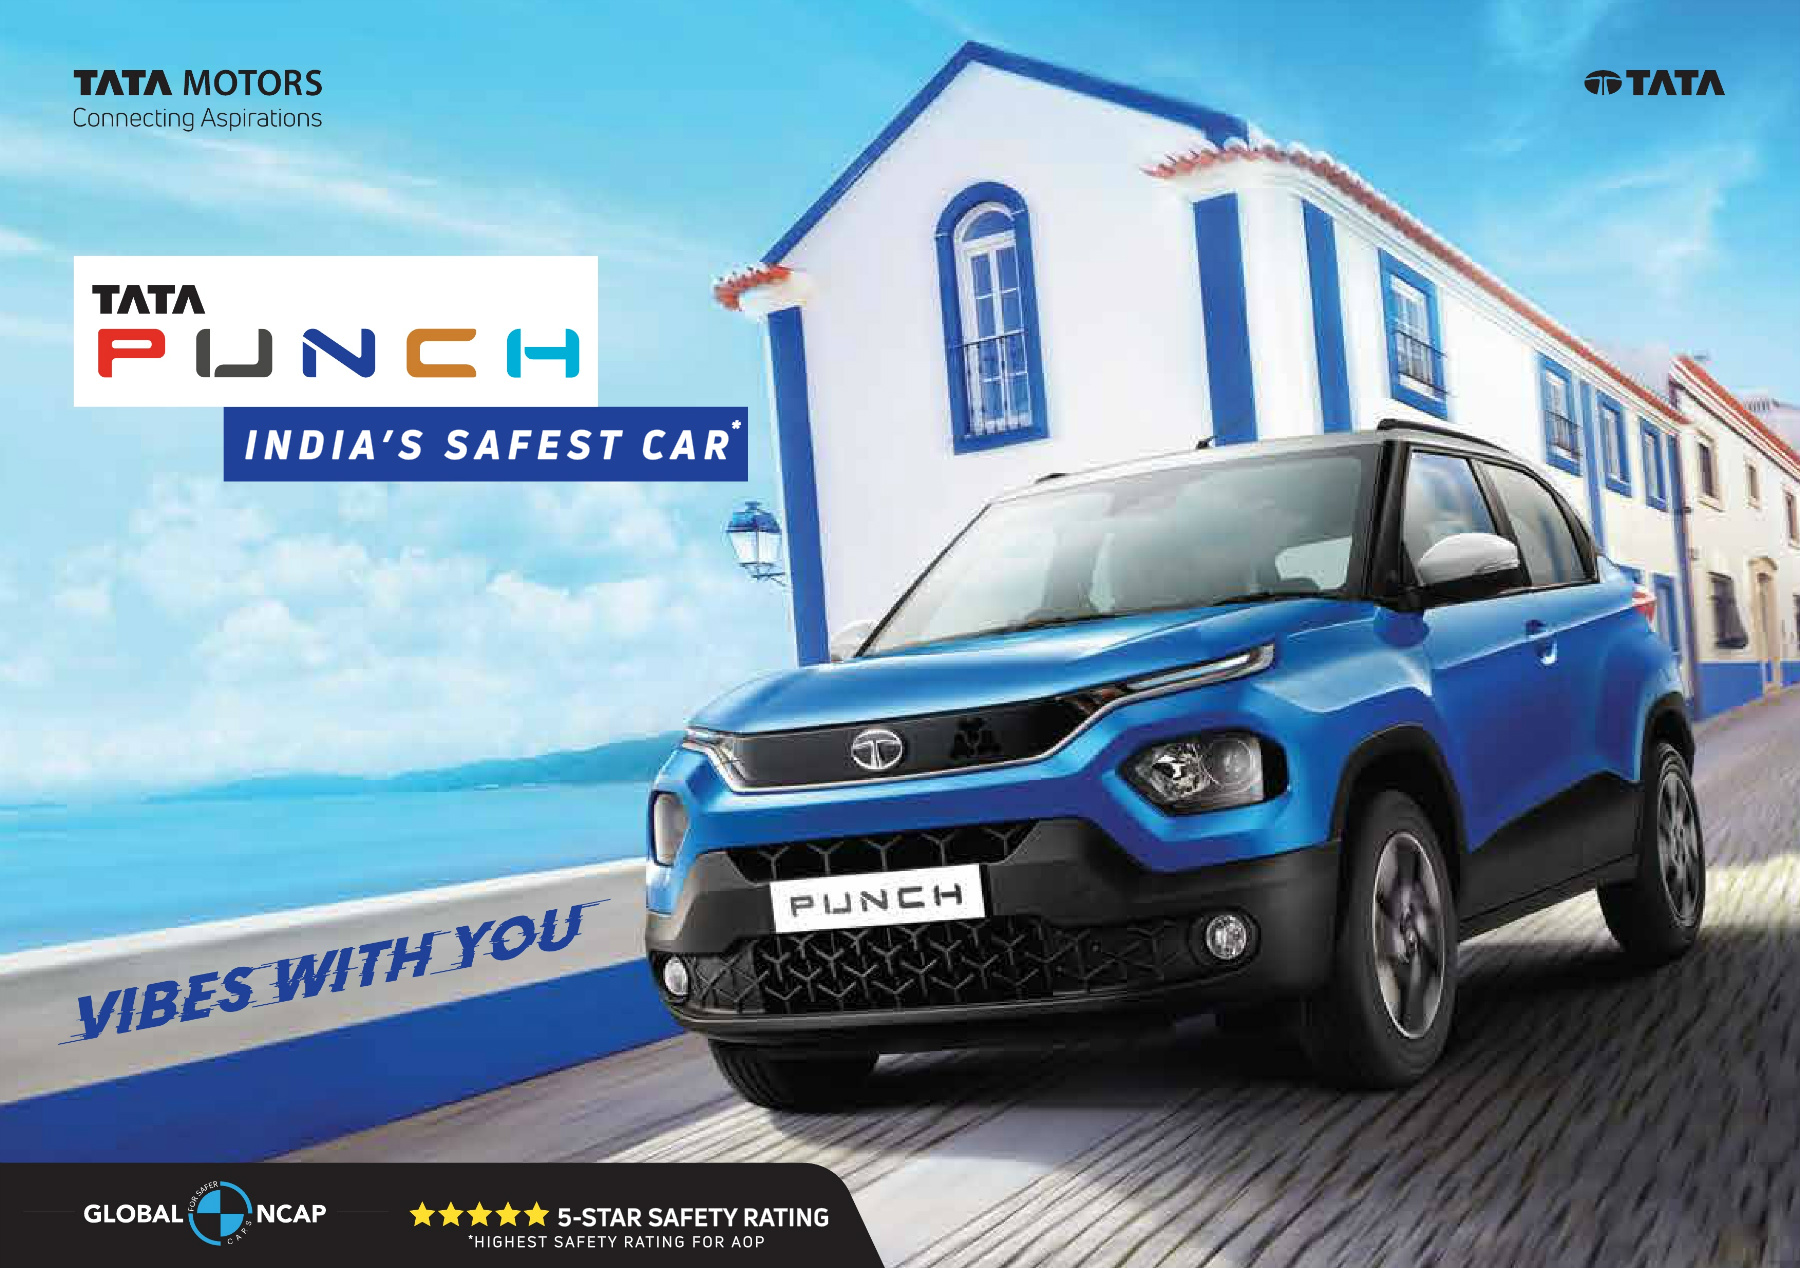 TATA MOTORS
Connecting Aspirations
TATA
TATA
PUNCH
INDIA'S SAFEST CAR*
PUNCH
VIBES WITH YOU
GLOBAL NCAP
FOR SAFER
CARS
5-STAR SAFETY RATING
*HIGHEST SAFETY RATING FOR AOP